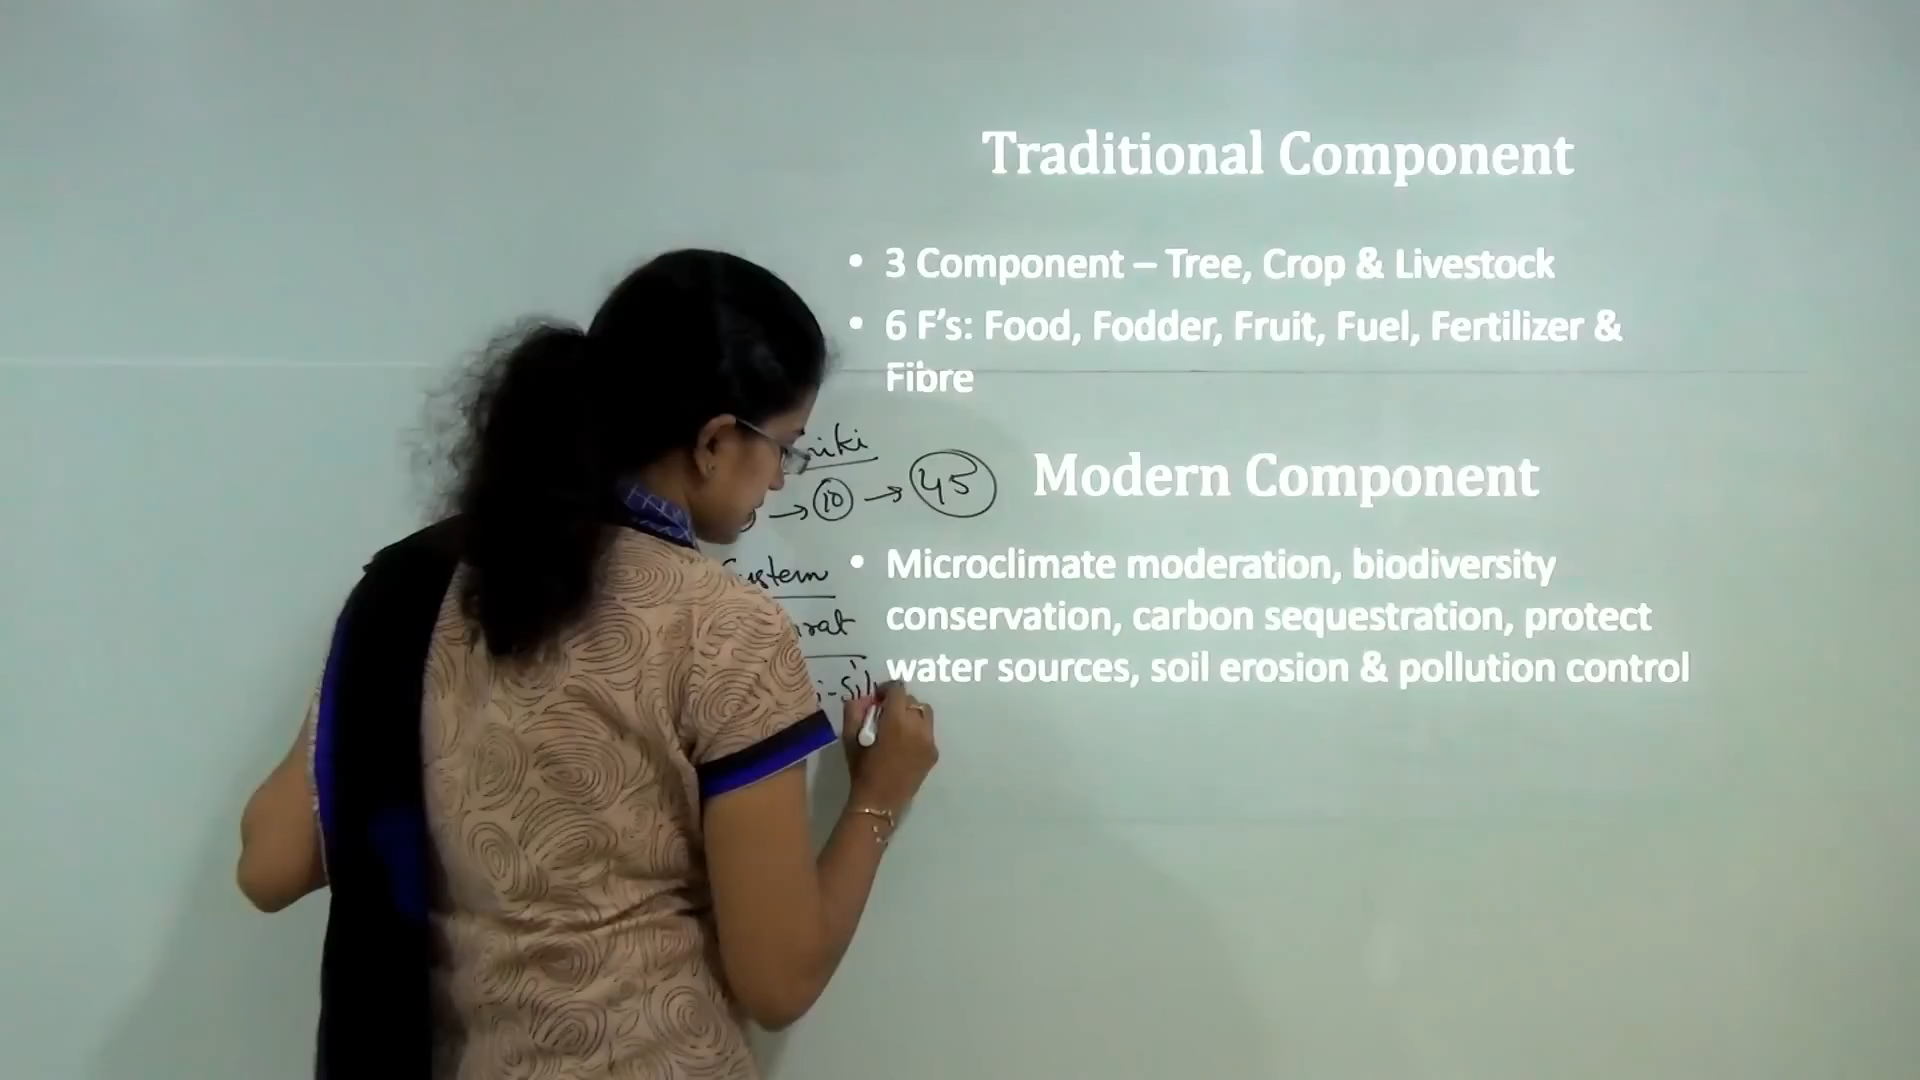 Traditional Component
• 3 Component – Tree, Crop & Livestock
• 6 F's: Food, Fodder, Fruit, Fuel, Fertilizer &
Fibre
→ 10 → 45
Modern Component
• Microclimate moderation, biodiversity
conservation, carbon sequestration, protect
water sources, soil erosion & pollution control